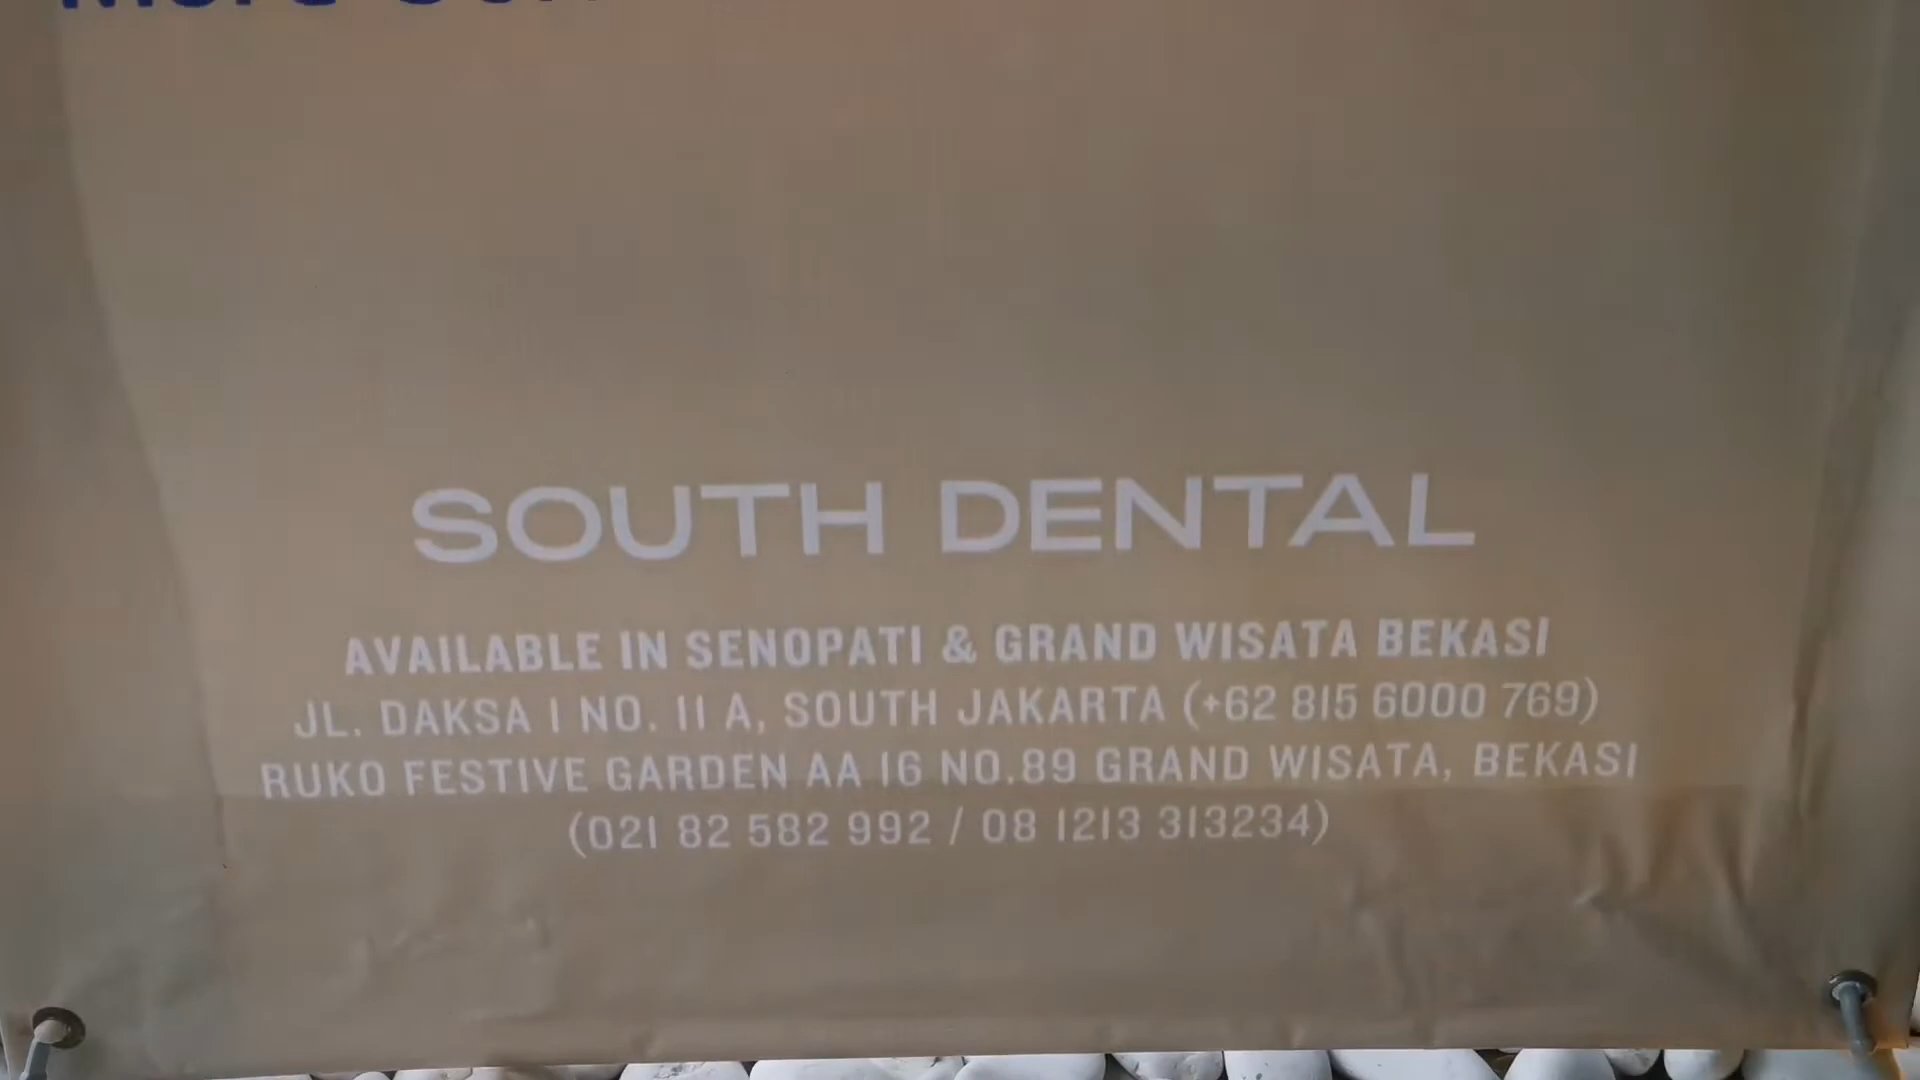 SOUTH DENTAL
AVAILABLE IN SENOPATI & GRAND WISATA BEKASI
JL. DAKSA I NO. 11 A, SOUTH JAKARTA (+62 815 6000 769)
RUKO FESTIVE GARDEN AA 16 NO.89 GRAND WISATA, BEKASI
(021 82 582 992 / 08 1213 313234)